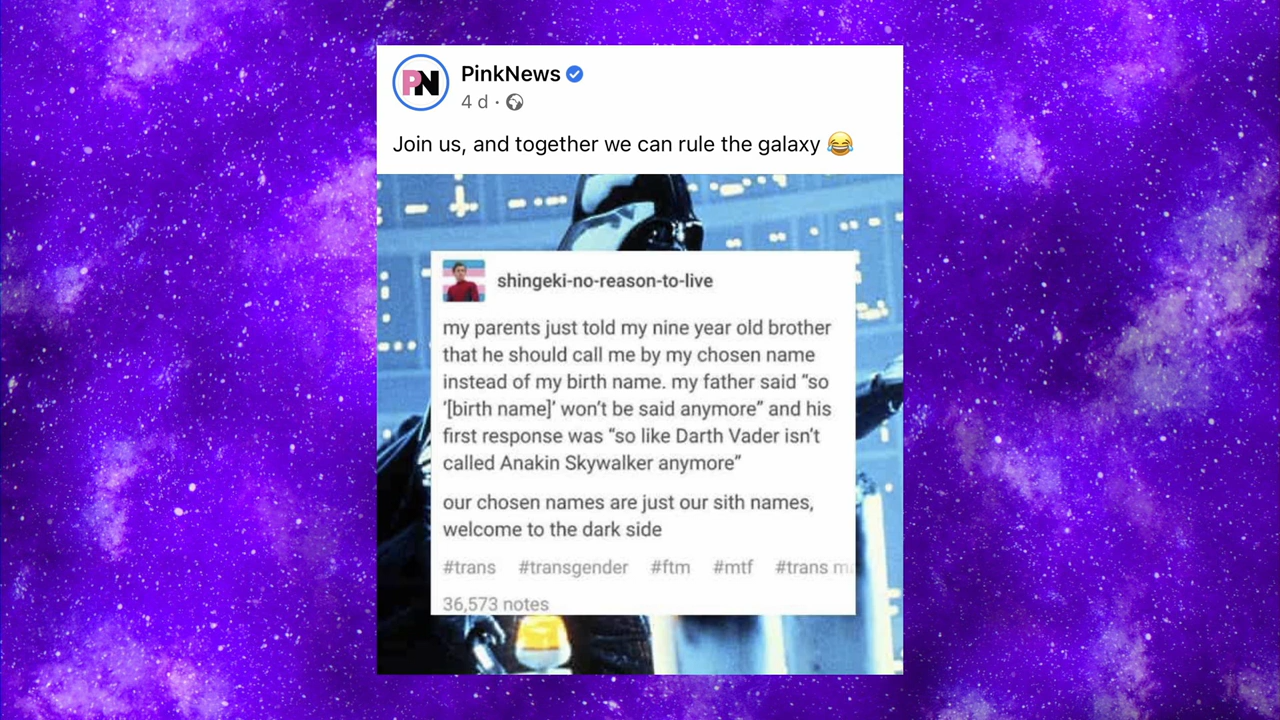 PN
PinkNews
4 d ·
Join us, and together we can rule the galaxy 😂
shingeki-no-reason-to-live
my parents just told my nine year old brother
that he should call me by my chosen name
instead of my birth name. my father said “so
‘[birth name]’ won’t be said anymore” and his
first response was “so like Darth Vader isn’t
called Anakin Skywalker anymore”
our chosen names are just our sith names,
welcome to the dark side
#trans #transgender #ftm #mtf #trans m
36,573 notes